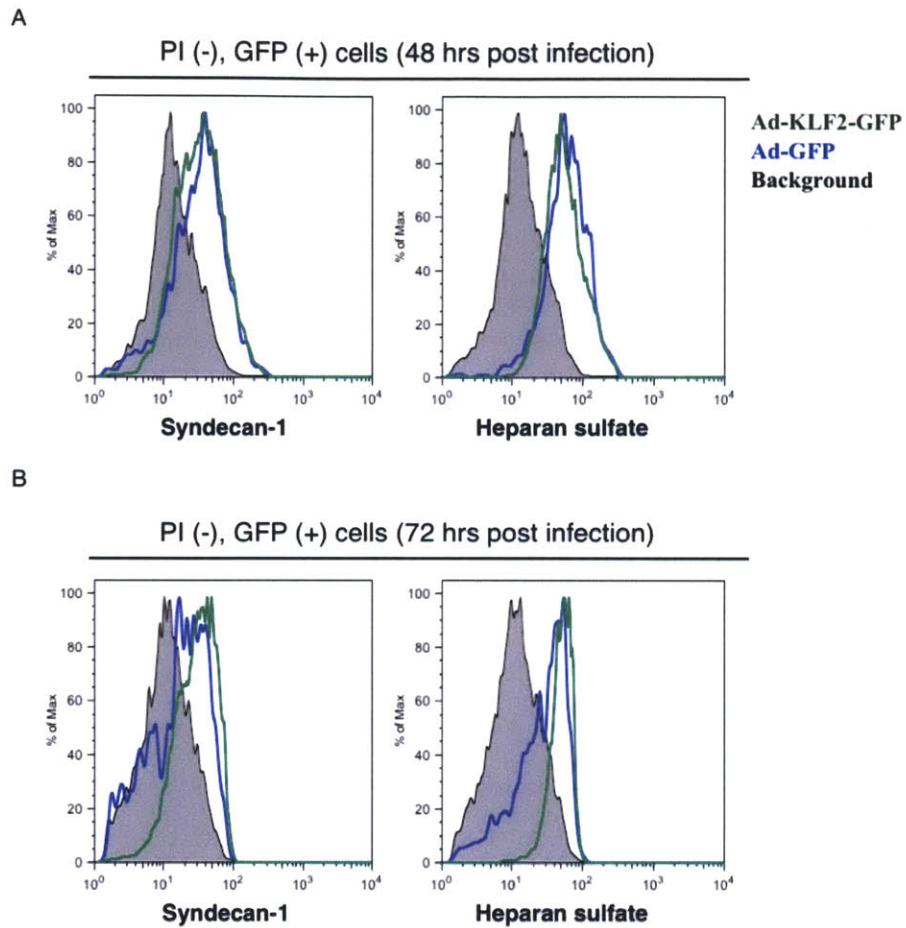 A
PI (-), GFP (+) cells (48 hrs post infection)
% of Max
100
80
60
40
20
0
10^0 10^1 10^2 10^3 10^4
Syndecan-1
% of Max
100
80
60
40
20
0
10^0 10^1 10^2 10^3 10^4
Heparan sulfate
Ad-KLF2-GFP
Ad-GFP
Background
B
PI (-), GFP (+) cells (72 hrs post infection)
% of Max
100
80
60
40
20
0
10^0 10^1 10^2 10^3 10^4
Syndecan-1
% of Max
100
80
60
40
20
0
10^0 10^1 10^2 10^3 10^4
Heparan sulfate